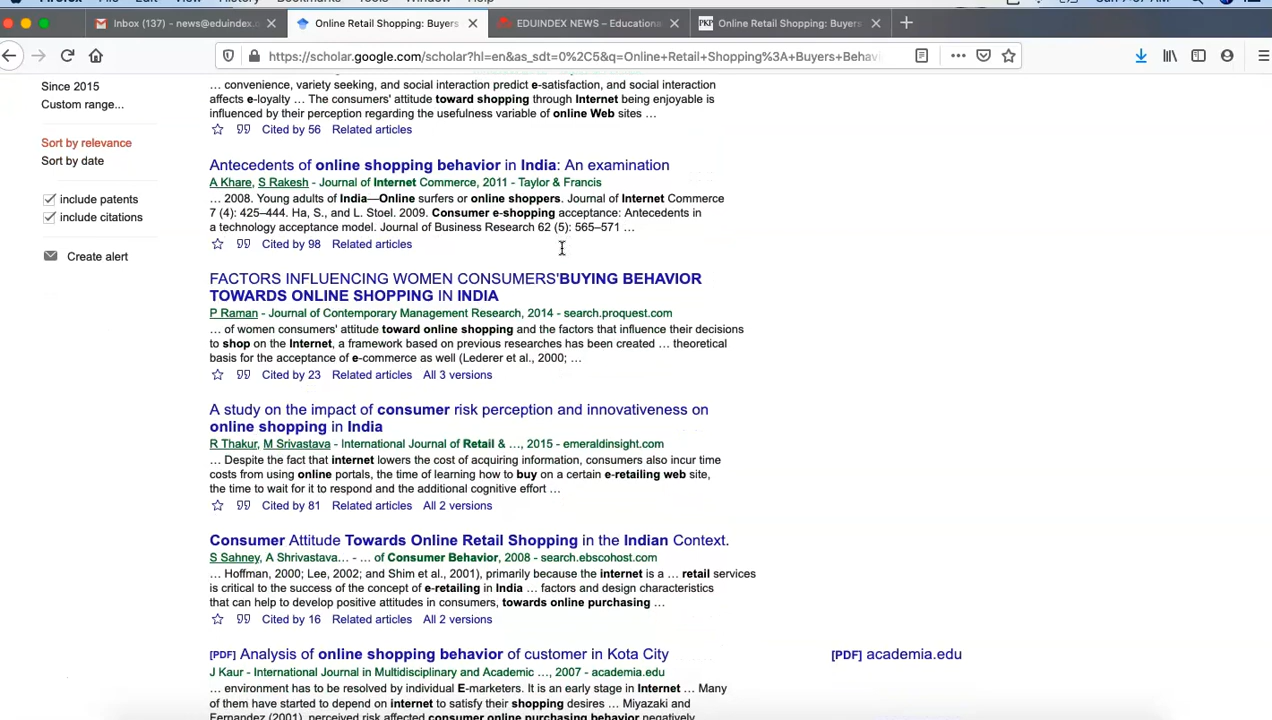 Inbox (137) - news@eduindex.o
Online Retail Shopping: Buyers
EDUINDEX NEWS – Educationa
PKP Online Retail Shopping: Buyers
https://scholar.google.com/scholar?hl=en&as_sdt=0%2C5&q=Online+Retail+Shopping%3A+Buyers+Behavi
Since 2015
Custom range...
Sort by relevance
Sort by date
include patents
include citations
Create alert
… convenience, variety seeking, and social interaction predict e-satisfaction, and social interaction
affects e-loyalty … The consumers' attitude toward shopping through Internet being enjoyable is
influenced by their perception regarding the usefulness variable of online Web sites …
Cited by 56 Related articles
Antecedents of online shopping behavior in India: An examination
A Khare, S Rakesh - Journal of Internet Commerce, 2011 - Taylor & Francis
… 2008. Young adults of India—Online surfers or online shoppers. Journal of Internet Commerce
7 (4): 425–444. Ha, S., and L. Stoel. 2009. Consumer e-shopping acceptance: Antecedents in
a technology acceptance model. Journal of Business Research 62 (5): 565–571 …
Cited by 98 Related articles
FACTORS INFLUENCING WOMEN CONSUMERS'BUYING BEHAVIOR
TOWARDS ONLINE SHOPPING IN INDIA
P Raman - Journal of Contemporary Management Research, 2014 - search.proquest.com
… of women consumers' attitude toward online shopping and the factors that influence their decisions
to shop on the Internet, a framework based on previous researches has been created … theoretical
basis for the acceptance of e-commerce as well (Lederer et al., 2000; …
Cited by 23 Related articles All 3 versions
A study on the impact of consumer risk perception and innovativeness on
online shopping in India
R Thakur, M Srivastava - International Journal of Retail & …, 2015 - emeraldinsight.com
… Despite the fact that internet lowers the cost of acquiring information, consumers also incur time
costs from using online portals, the time of learning how to buy on a certain e-retailing web site,
the time to wait for it to respond and the additional cognitive effort …
Cited by 81 Related articles All 2 versions
Consumer Attitude Towards Online Retail Shopping in the Indian Context.
S Sahney, A Shrivastava… - … of Consumer Behavior, 2008 - search.ebscohost.com
… Hoffman, 2000; Lee, 2002; and Shim et al., 2001), primarily because the internet is a … retail services
is critical to the success of the concept of e-retailing in India … factors and design characteristics
that can help to develop positive attitudes in consumers, towards online purchasing …
Cited by 16 Related articles All 2 versions
[PDF] Analysis of online shopping behavior of customer in Kota City
[PDF] academia.edu
J Kaur - International Journal in Multidisciplinary and Academic …, 2007 - academia.edu
… environment has to be resolved by individual E-marketers. It is an early stage in Internet … Many
of them have started to depend on internet to satisfy their shopping desires … Miyazaki and
Fernandez (2001), perceived risk affected consumer online purchasing behavior negatively